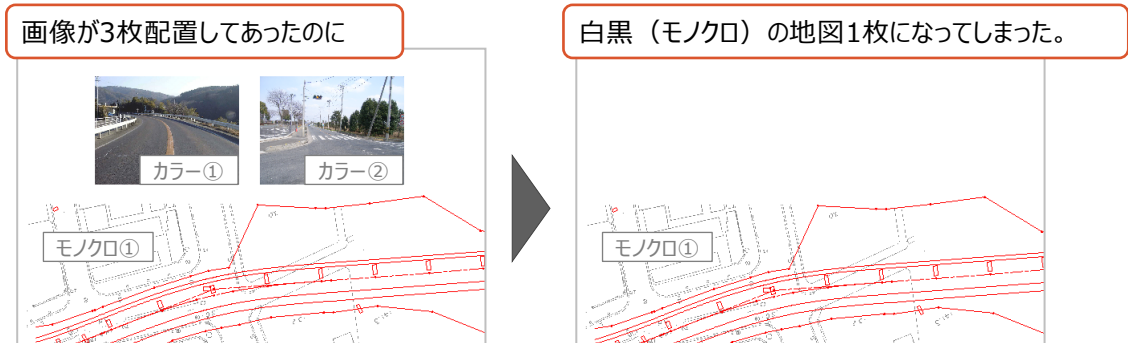 画像が3枚配置してあったのに
白黒（モノクロ）の地図1枚になってしまった。
カラー①
カラー②
モノクロ①
モノクロ①